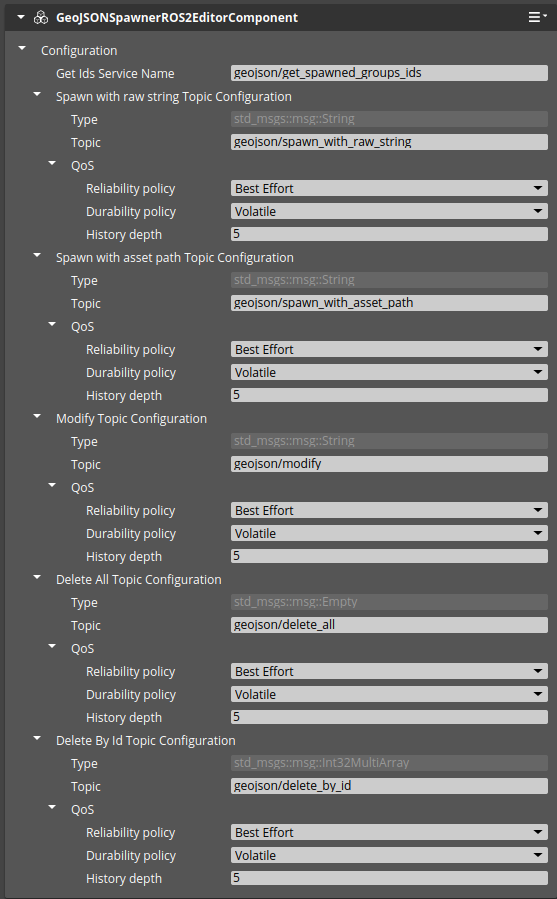 GeoJSONSpawnerROS2EditorComponent
Configuration
Get Ids Service Name geojson/get_spawned_groups_ids
Spawn with raw string Topic Configuration
Type std_msgs::msg::String
Topic geojson/spawn_with_raw_string
QoS
Reliability policy Best Effort
Durability policy Volatile
History depth 5
Spawn with asset path Topic Configuration
Type std_msgs::msg::String
Topic geojson/spawn_with_asset_path
QoS
Reliability policy Best Effort
Durability policy Volatile
History depth 5
Modify Topic Configuration
Type std_msgs::msg::String
Topic geojson/modify
QoS
Reliability policy Best Effort
Durability policy Volatile
History depth 5
Delete All Topic Configuration
Type std_msgs::msg::Empty
Topic geojson/delete_all
QoS
Reliability policy Best Effort
Durability policy Volatile
History depth 5
Delete By Id Topic Configuration
Type std_msgs::msg::Int32MultiArray
Topic geojson/delete_by_id
QoS
Reliability policy Best Effort
Durability policy Volatile
History depth 5